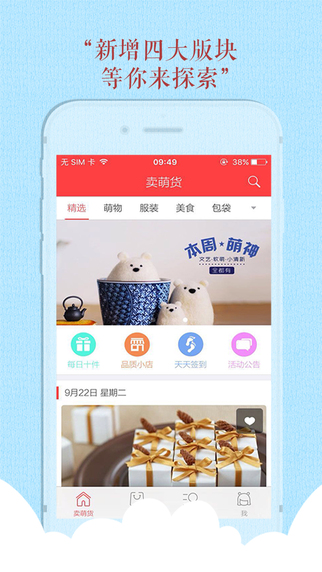 “新增四大版块
等你来探索”
无 SIM 卡 09:49 38%
卖萌货
精选 萌物 服装 美食 包袋
本周★萌神
文艺·软萌·小清新
全都有
每日十件 品质小店 天天签到 活动公告
9月22日 星期二
卖萌货 我